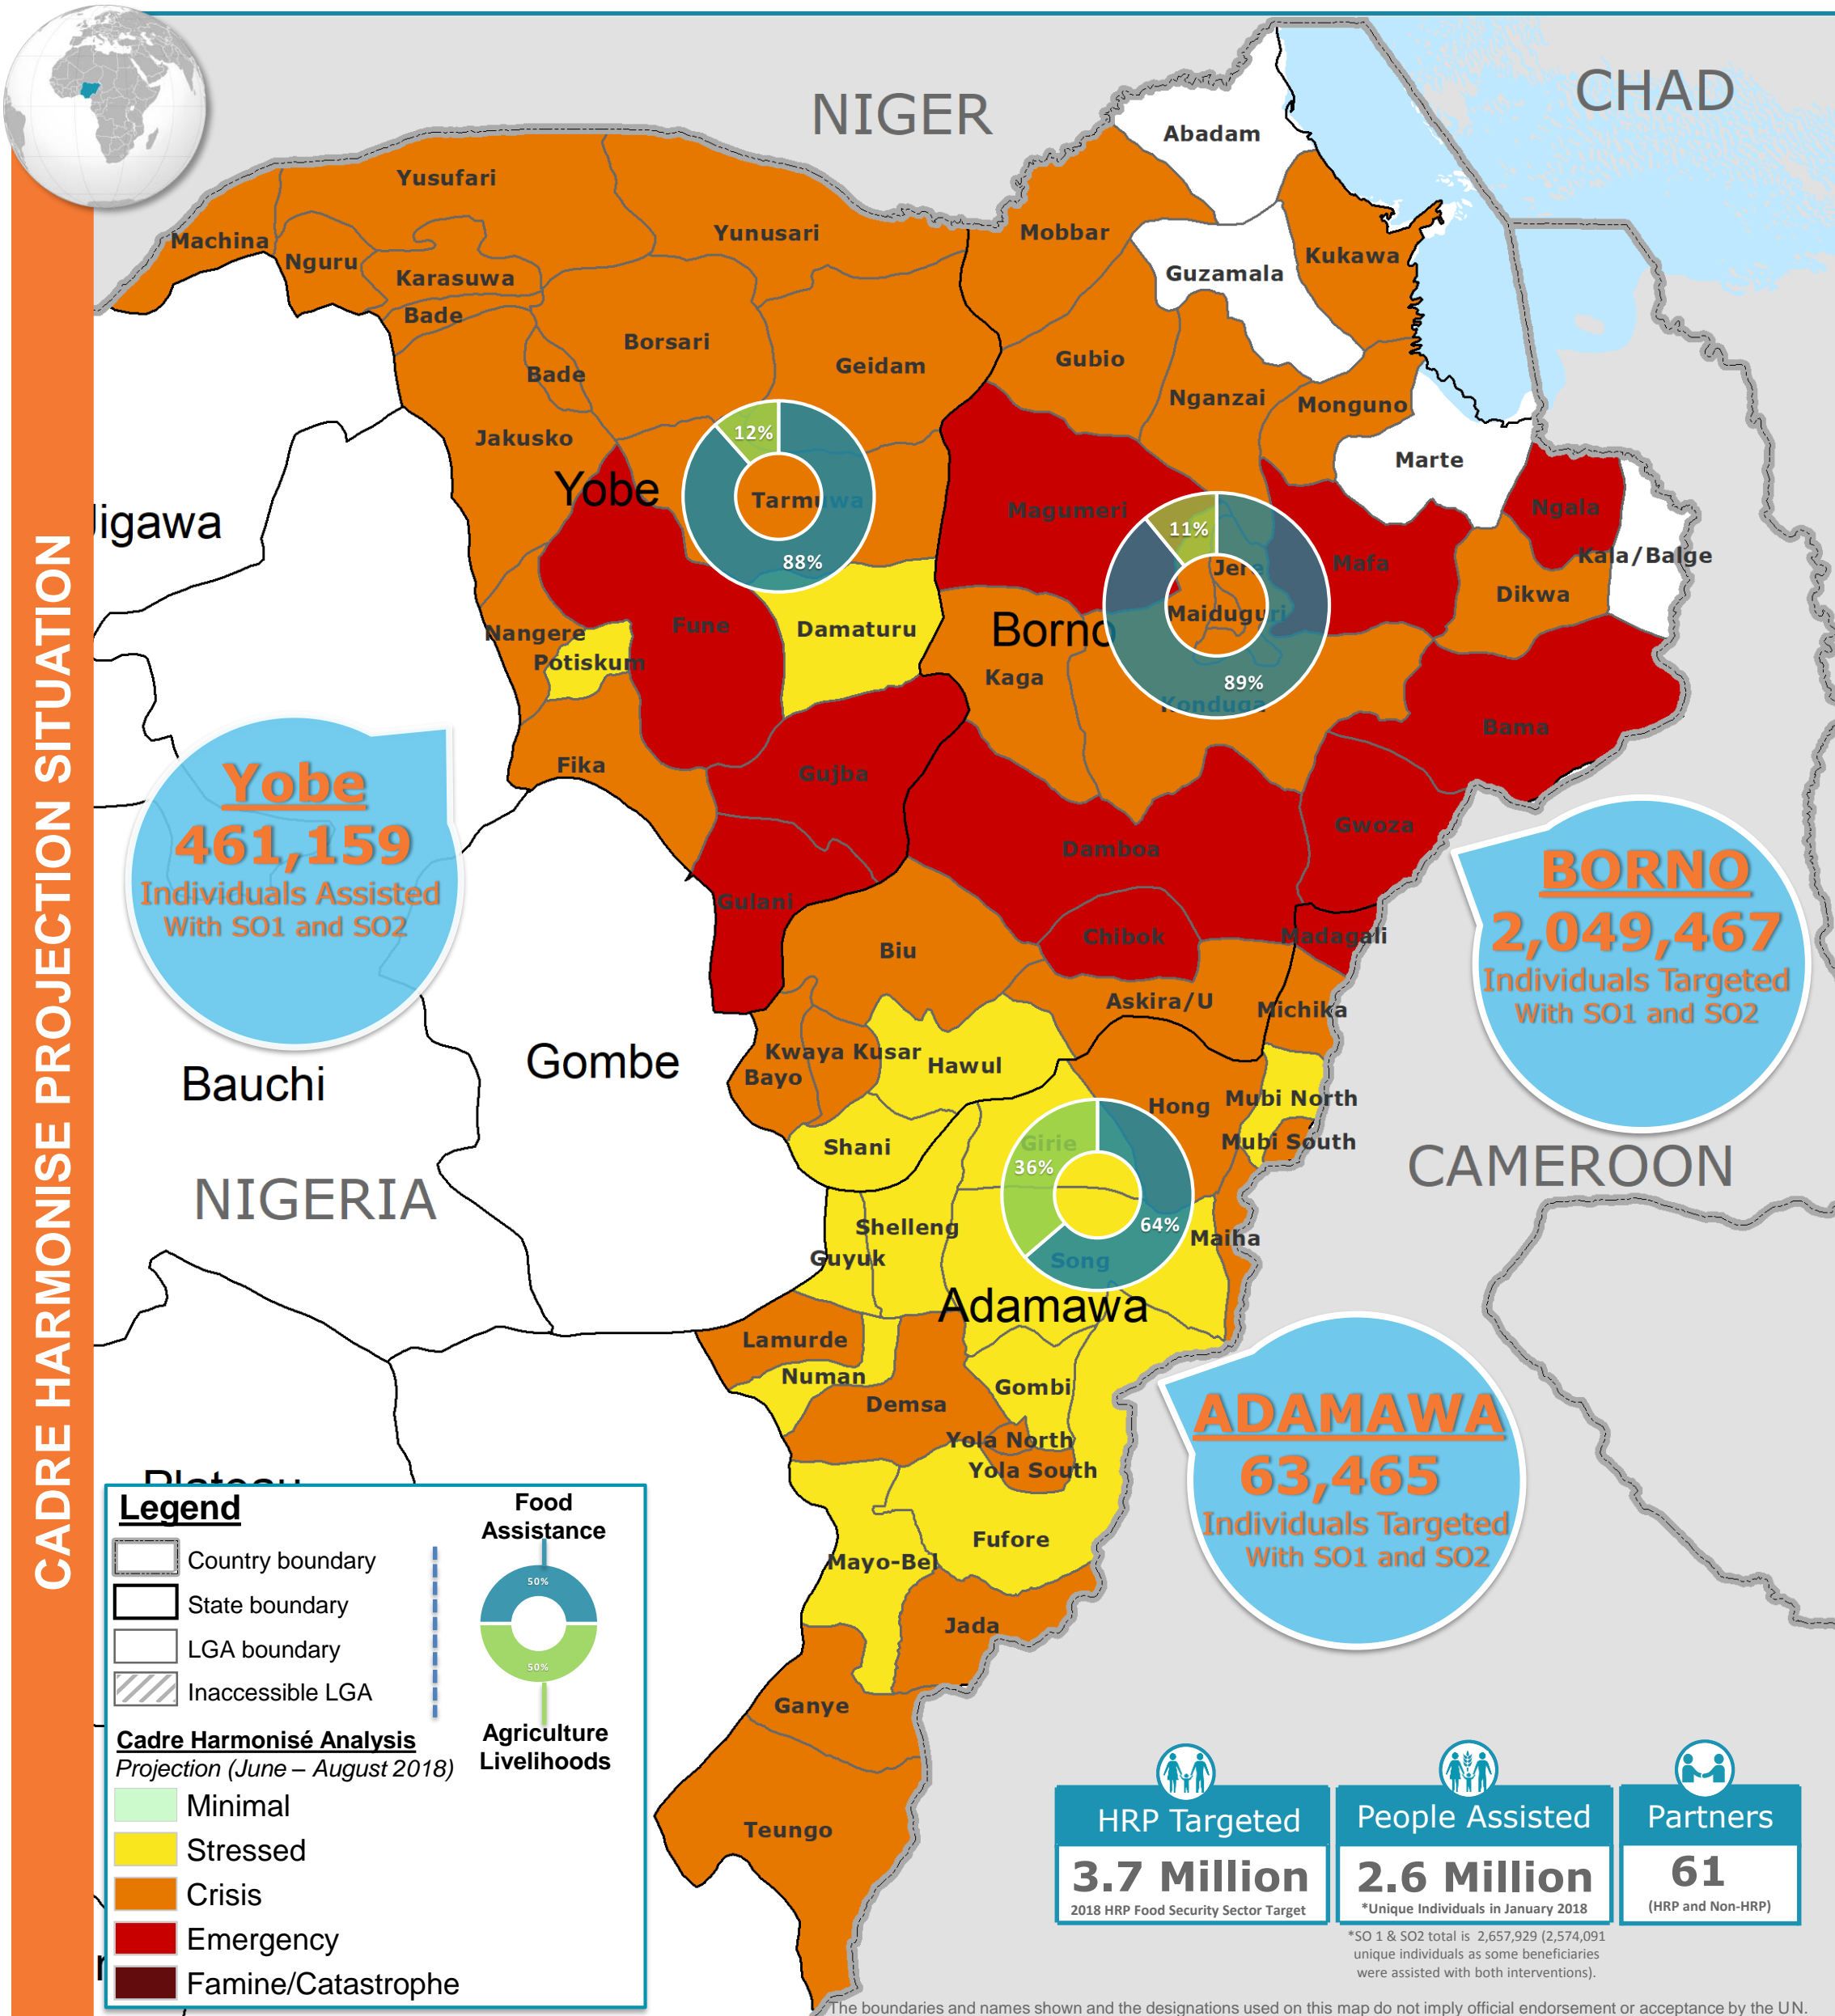 CADRE HARMONISE PROJECTION SITUATION
NIGER
CHAD
Abadam
Yusufari
Machina
Yunusari
Mobbar
Nguru
Kukawa
Guzamala
Karasuwa
Bade
Borsari
Geidam
Gubio
Bade
Nganzai
Monguno
Jakusko
12%
Marte
Yobe
Tarmuwa
Jigawa
Magumeri
11%
Ngala
Kala/Balge
88%
Jere
Mafa
Dikwa
Maiduguri
Fune
Damaturu
Borno
Nangere
Potiskum
Kaga
89%
Konduga
Bama
Fika
Gujba
Yobe
461,159
Individuals Assisted
With SO1 and SO2
Gwoza
Damboa
BORNO
2,049,467
Individuals Targeted
With SO1 and SO2
Gulani
Chibok
Madagali
Biu
Askira/U
Michika
Kwaya Kusar
Bayo
Hawul
Gombe
Bauchi
Hong
Mubi North
Mubi South
Shani
Girie
36%
CAMEROON
NIGERIA
64%
Shelleng
Maiha
Guyuk
Song
Adamawa
Lamurde
Numan
Gombi
Demsa
ADAMAWA
63,465
Individuals Targeted
With SO1 and SO2
Yola North
Yola South
Plateau
Fufore
Mayo-Bel
Jada
Ganye
Teungo
Legend
Country boundary
State boundary
LGA boundary
Inaccessible LGA
Food
Assistance
50%
50%
Agriculture
Livelihoods
Cadre Harmonisé Analysis
Projection (June – August 2018)
Minimal
Stressed
Crisis
Emergency
Famine/Catastrophe
HRP Targeted
3.7 Million
2018 HRP Food Security Sector Target
People Assisted
2.6 Million
*Unique Individuals in January 2018
Partners
61
(HRP and Non-HRP)
*SO 1 & SO2 total is 2,657,929 (2,574,091
unique individuals as some beneficiaries
were assisted with both interventions).
The boundaries and names shown and the designations used on this map do not imply official endorsement or acceptance by the UN.